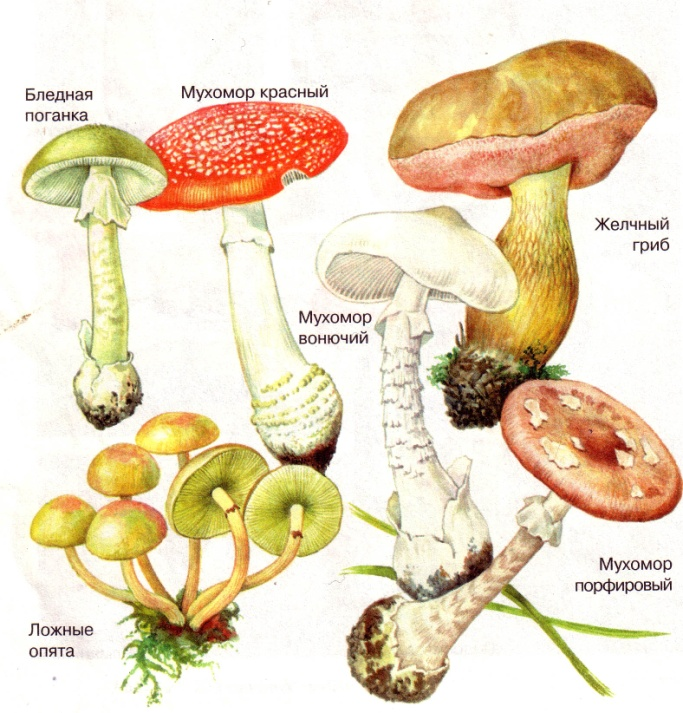 Бледная
поганка
Мухомор красный
Желчный
гриб
Мухомор
вонючий
Мухомор
порфировый
Ложные
опята